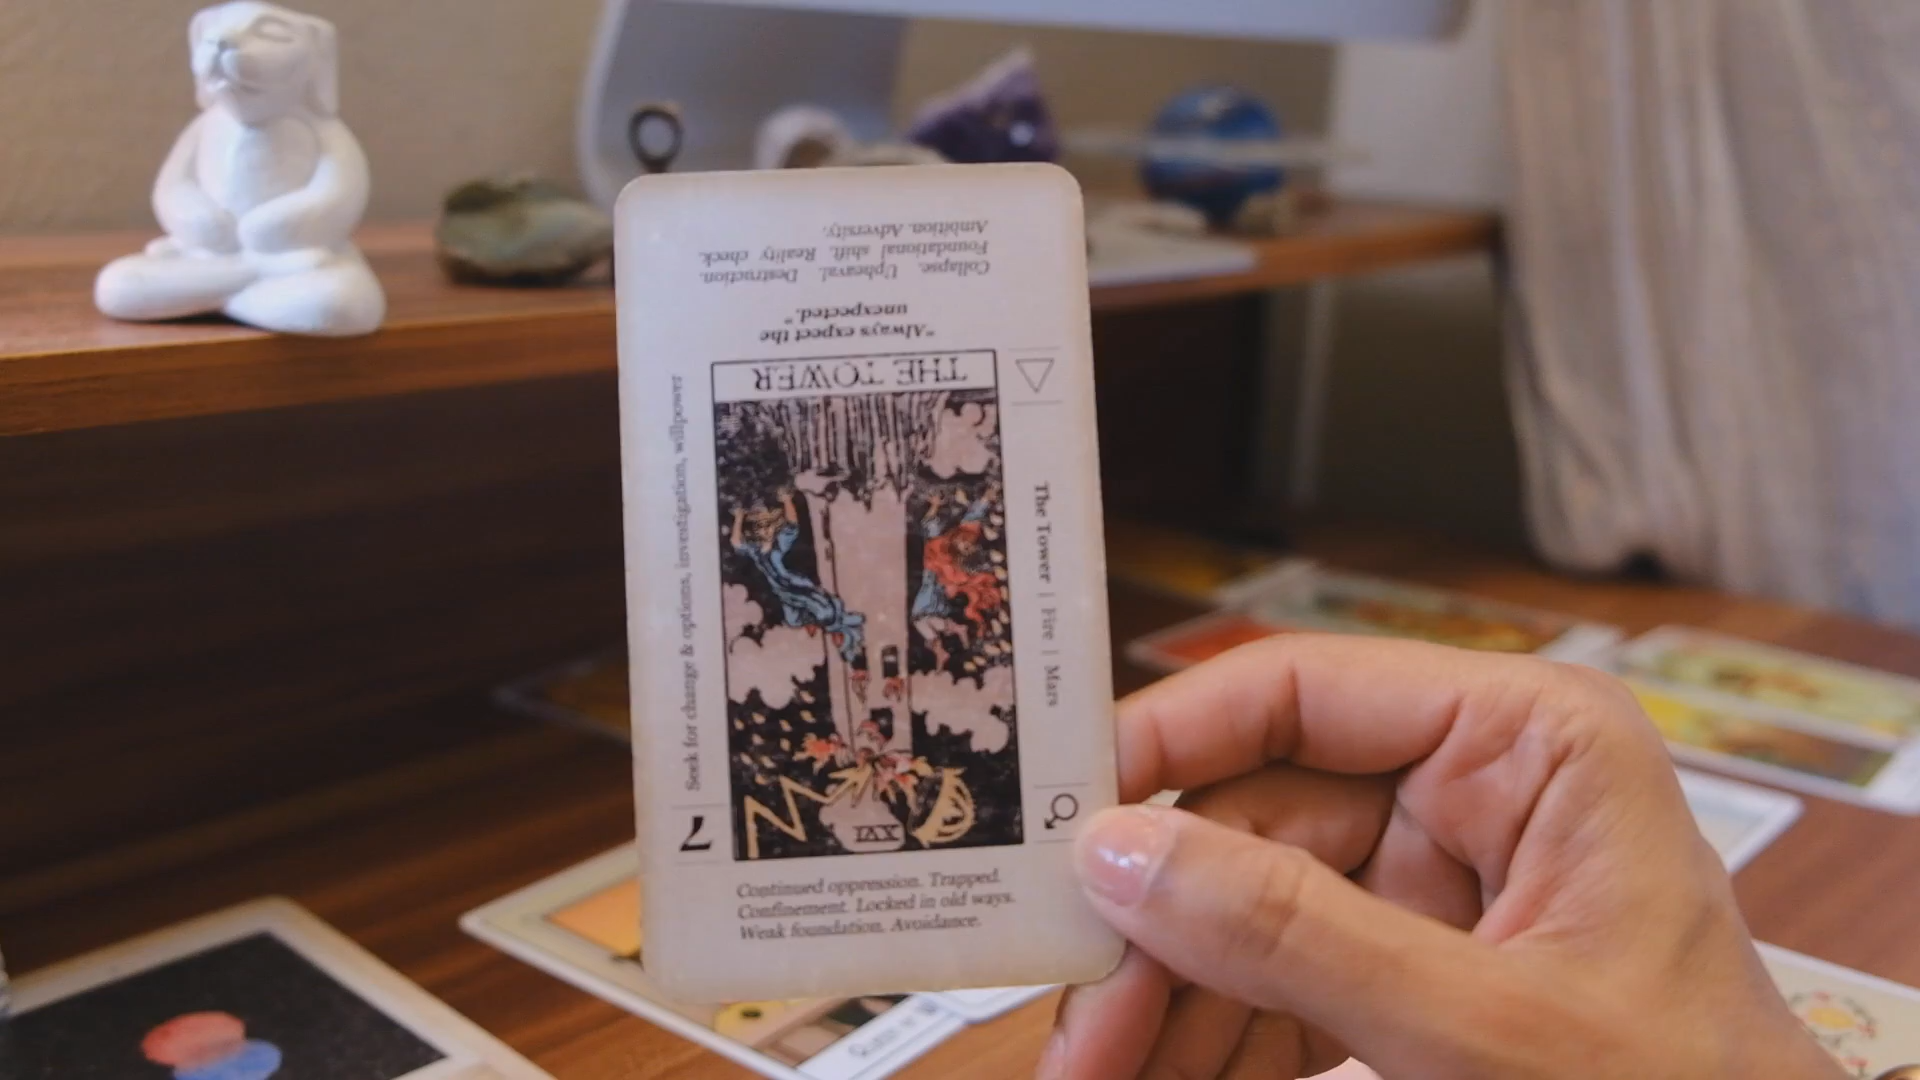 Ambition. Adversity.
Foundational shift. Reality check.
Collapse. Upheaval. Destruction.
unexpected."
"Always expect the
THE TOWER
Seek for change & options, investigation, willpower
The Tower | Fire | Mars
7
XVI
Continued oppression. Trapped.
Confinement. Locked in old ways.
Weak foundation. Avoidance.